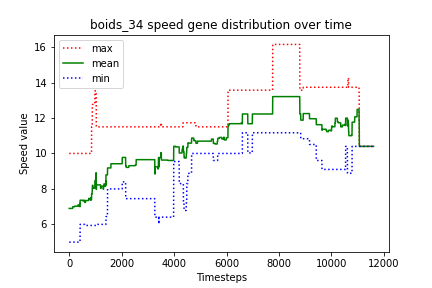 boids_34 speed gene distribution over time
max
mean
min
Speed value
16
14
12
10
8
6
0 2000 4000 6000 8000 10000 12000
Timesteps